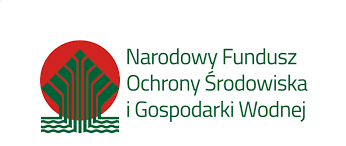 Narodowy Fundusz
Ochrony Środowiska
i Gospodarki Wodnej